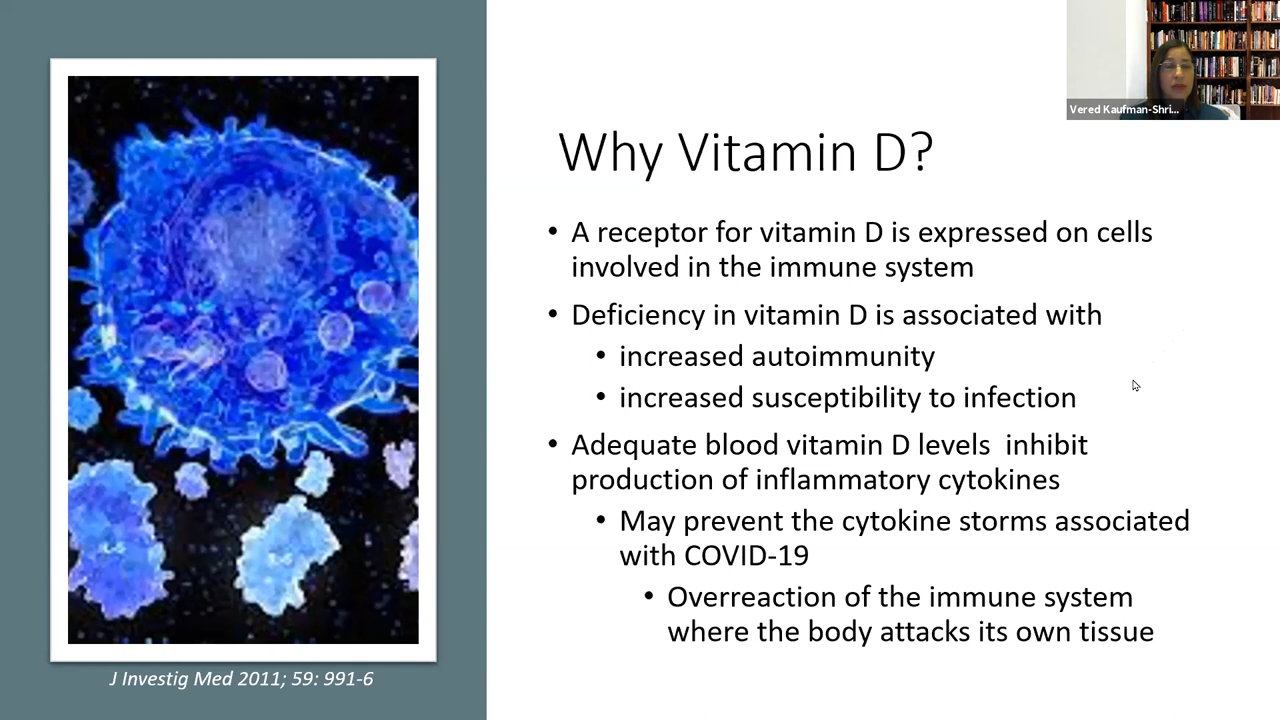 Vered Kaufman-Shri...
Why Vitamin D?
• A receptor for vitamin D is expressed on cells
involved in the immune system
• Deficiency in vitamin D is associated with
• increased autoimmunity
• increased susceptibility to infection
• Adequate blood vitamin D levels  inhibit
production of inflammatory cytokines
• May prevent the cytokine storms associated
with COVID-19
• Overreaction of the immune system
where the body attacks its own tissue
J Investig Med 2011; 59: 991-6